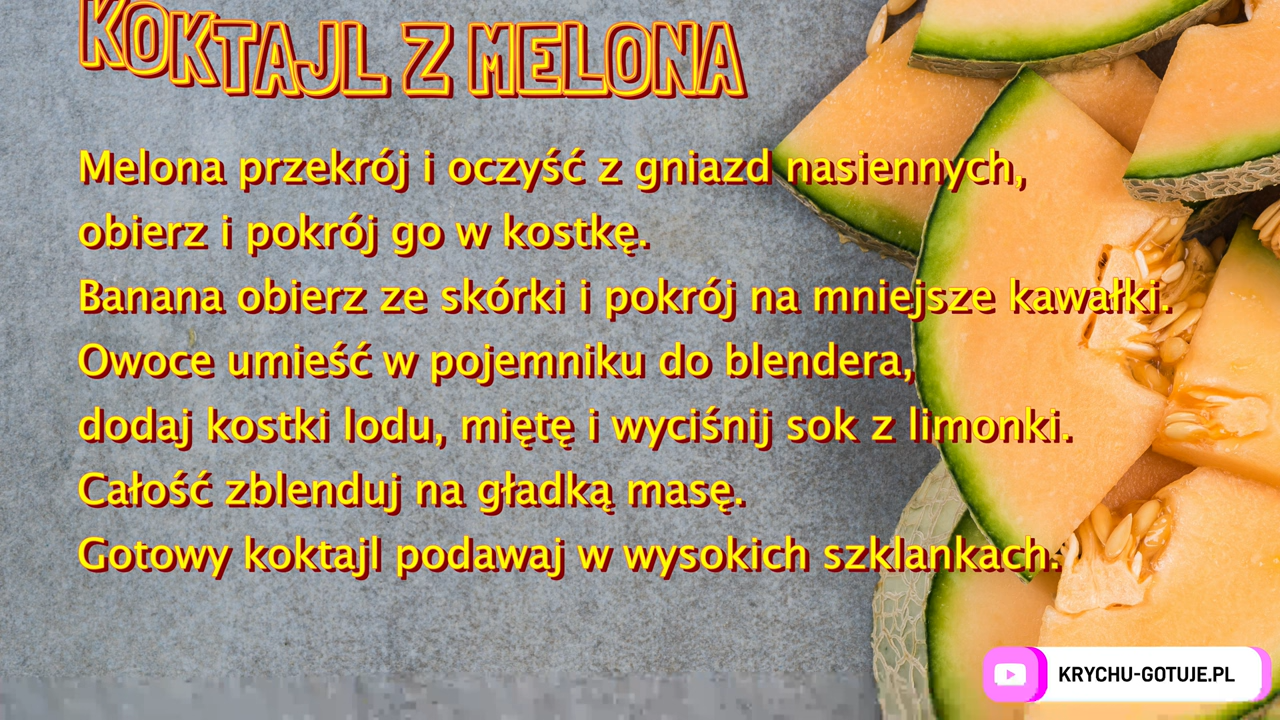 KOKTAJL Z MELONA
Melona przekrój i oczyść z gniazd nasiennych,
obierz i pokrój go w kostkę.
Banana obierz ze skórki i pokrój na mniejsze kawałki.
Owoce umieść w pojemniku do blendera,
dodaj kostki lodu, miętę i wyciśnij sok z limonki.
Całość zblenduj na gładką masę.
Gotowy koktajl podawaj w wysokich szklankach.
KRYCHU-GOTUJE.PL